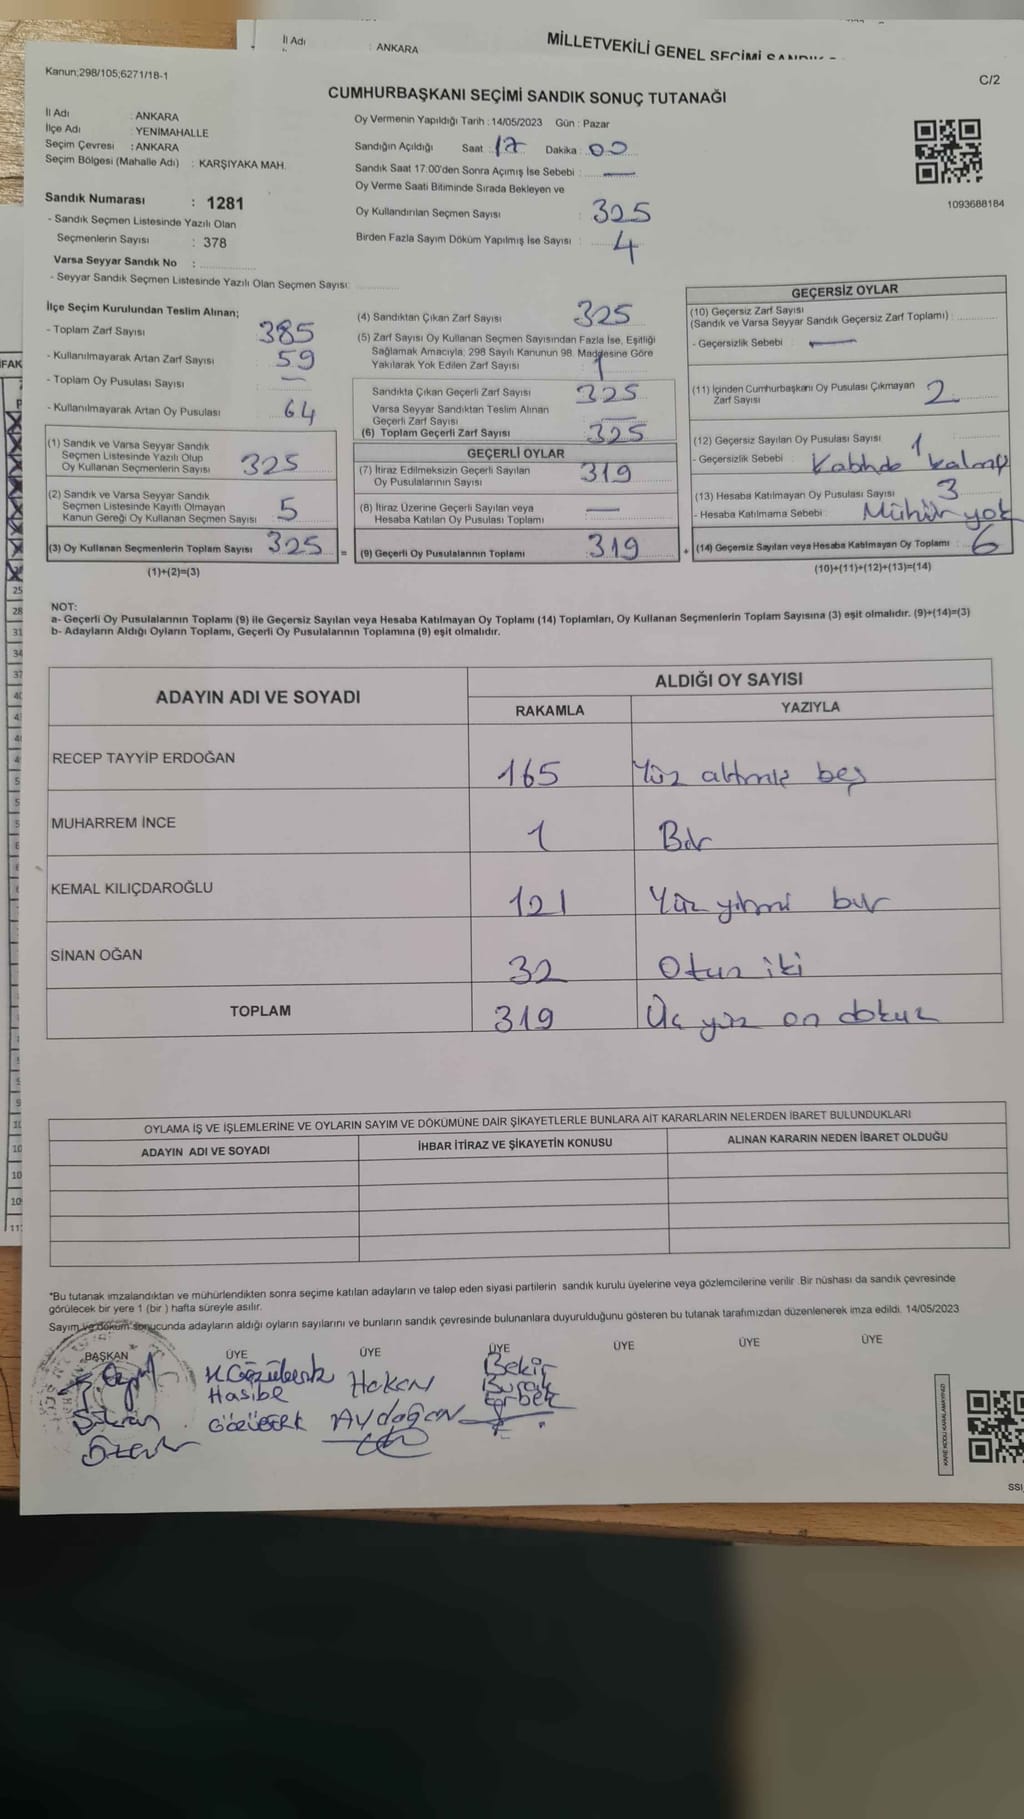 İl Adı : ANKARA
MİLLETVEKİLİ GENEL SEÇİMİ
Kanun;298/105,6271/18-1
C/2
CUMHURBAŞKANI SEÇİMİ SANDIK SONUÇ TUTANAĞI
İl Adı : ANKARA
İlçe Adı : YENİMAHALLE
Seçim Çevresi : ANKARA
Seçim Bölgesi (Mahalle Adı) : KARŞIYAKA MAH.
Sandık Numarası : 1281
- Sandık Seçmen Listesinde Yazılı Olan
Seçmenlerin Sayısı : 378
Varsa Seyyar Sandık No :
- Seyyar Sandık Seçmen Listesinde Yazılı Olan Seçmen Sayısı:
Oy Vermenin Yapıldığı Tarih : 14/05/2023 Gün : Pazar
Sandığın Açıldığı Saat : 17 Dakika : 00
Sandık Saat 17:00'den Sonra Açımış İse Sebebi : —
Oy Verme Saati Bitiminde Sırada Bekleyen ve
Oy Kullandırılan Seçmen Sayısı : 325
Birden Fazla Sayım Döküm Yapılmış İse Sayısı : 4
1093688184
İlçe Seçim Kurulundan Teslim Alınan;
- Toplam Zarf Sayısı : 385
- Kullanılmayarak Artan Zarf Sayısı : 59
- Toplam Oy Pusulası Sayısı : —
- Kullanılmayarak Artan Oy Pusulası : 64
(1) Sandık ve Varsa Seyyar Sandık
Seçmen Listesinde Yazılı Olup
Oy Kullanan Seçmenlerin Sayısı : 325
(2) Sandık ve Varsa Seyyar Sandık
Seçmen Listesinde Kayıtlı Olmayan
Kanun Gereği Oy Kullanan Seçmen Sayısı : 5
(3) Oy Kullanan Seçmenlerin Toplam Sayısı : 325
(1)+(2)=(3)
(4) Sandıktan Çıkan Zarf Sayısı : 325
(5) Zarf Sayısı Oy Kullanan Seçmen Sayısından Fazla İse, Eşitliği
Sağlamak Amacıyla, 298 Sayılı Kanunun 98. Maddesine Göre
Yakılarak Yok Edilen Zarf Sayısı : 1
Sandıkta Çıkan Geçerli Zarf Sayısı : 325
Varsa Seyyar Sandıktan Teslim Alınan
Geçerli Zarf Sayısı : —
(6) Toplam Geçerli Zarf Sayısı : 325
GEÇERLİ OYLAR
(7) İtiraz Edilmeksizin Geçerli Sayılan
Oy Pusulalarının Sayısı : 319
(8) İtiraz Üzerine Geçerli Sayılan veya
Hesaba Katılan Oy Pusulası Toplamı : —
= (9) Geçerli Oy Pusulalarının Toplamı : 319
GEÇERSİZ OYLAR
(10) Geçersiz Zarf Sayısı
(Sandık ve Varsa Seyyar Sandık Geçersiz Zarf Toplamı) :
- Geçersizlik Sebebi : —
(11) İçinden Cumhurbaşkanı Oy Pusulası Çıkmayan
Zarf Sayısı : 2
(12) Geçersiz Sayılan Oy Pusulası Sayısı : 1
- Geçersizlik Sebebi :
(13) Hesaba Katılmayan Oy Pusulası Sayısı : 3
- Hesaba Katılmama Sebebi : Mühür yok
+ (14) Geçersiz Sayılan veya Hesaba Katılmayan Oy Toplamı : 6
(10)+(11)+(12)+(13)=(14)
NOT:
a- Geçerli Oy Pusulalarının Toplamı (9) ile Geçersiz Sayılan veya Hesaba Katılmayan Oy Toplamı (14) Toplamları, Oy Kullanan Seçmenlerin Toplam Sayısına (3) eşit olmalıdır. (9)+(14)=(3)
b- Adayların Aldığı Oyların Toplamı, Geçerli Oy Pusulalarının Toplamına (9) eşit olmalıdır.
ADAYIN ADI VE SOYADI
ALDIĞI OY SAYISI
RAKAMLA YAZIYLA
RECEP TAYYİP ERDOĞAN 165 Yüz altmış beş
MUHARREM İNCE 1 Bir
KEMAL KILIÇDAROĞLU 121 Yüz yirmi bir
SİNAN OĞAN 32 Otuz iki
TOPLAM 319 Üç yüz on dokuz
OYLAMA İŞ VE İŞLEMLERİNE VE OYLARIN SAYIM VE DÖKÜMÜNE DAİR ŞİKAYETLERLE BUNLARA AİT KARARLARIN NELERDEN İBARET BULUNDUKLARI
ADAYIN ADI VE SOYADI İHBAR İTİRAZ VE ŞİKAYETİN KONUSU ALINAN KARARIN NEDEN İBARET OLDUĞU
*Bu tutanak imzalandıktan ve mühürlendikten sonra seçime katılan adayların ve talep eden siyasi partilerin sandık kurulu üyelerine veya gözlemcilerine verilir .Bir nüshası da sandık çevresinde
görülecek bir yere 1 (bir ) hafta süreyle asılır.
Sayım ve döküm sonucunda adayların aldığı oyların sayılarını ve bunların sandık çevresinde bulunanlara duyurulduğunu gösteren bu tutanak tarafımızdan düzenlenerek imza edildi. 14/05/2023
BAŞKAN ÜYE ÜYE ÜYE ÜYE ÜYE ÜYE
Hasibe
Hakan
Aydoğan
Bekir
Burak
KARE KODU KARALAMAYINIZ!
SSI